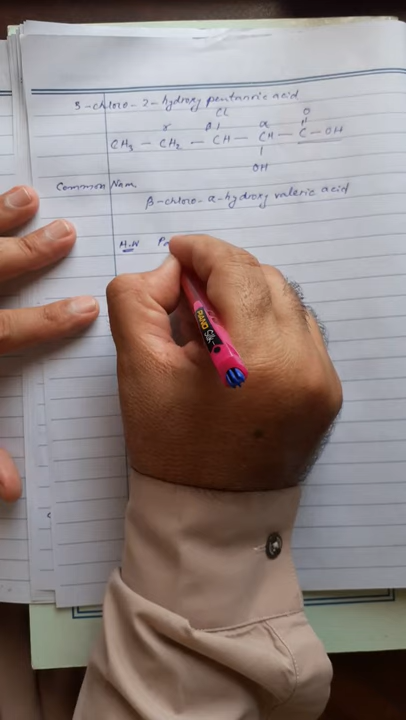 3-chloro-2-hydroxy pentanoic acid
Cl O
γ β α
CH₃ — CH₂ — CH — CH — C — OH
OH
Common Name
β-chloro-α-hydroxy valeric acid
H.W